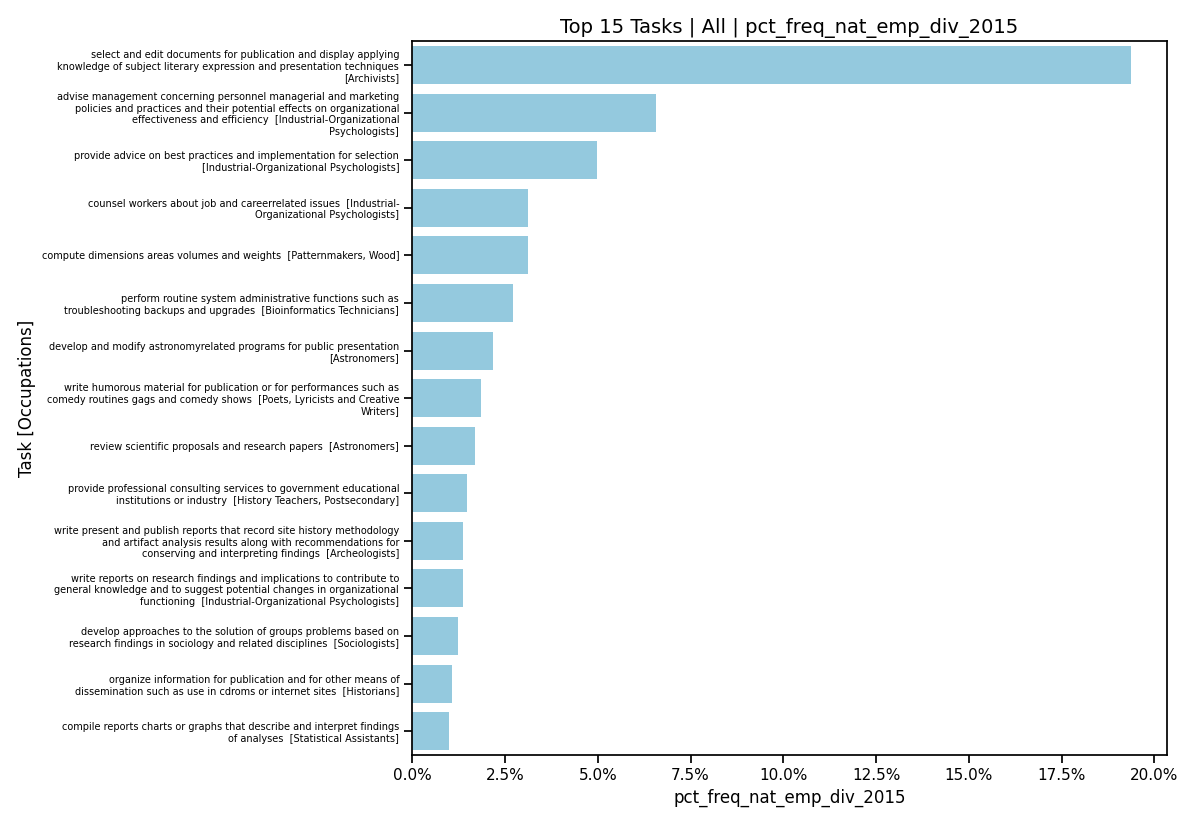 Top 15 Tasks | All | pct_freq_nat_emp_div_2015
select and edit documents for publication and display applying
knowledge of subject literary expression and presentation techniques
[Archivists]
advise management concerning personnel managerial and marketing
policies and practices and their potential effects on organizational
effectiveness and efficiency  [Industrial-Organizational
Psychologists]
provide advice on best practices and implementation for selection
[Industrial-Organizational Psychologists]
counsel workers about job and careerrelated issues  [Industrial-
Organizational Psychologists]
compute dimensions areas volumes and weights  [Patternmakers, Wood]
perform routine system administrative functions such as
troubleshooting backups and upgrades  [Bioinformatics Technicians]
develop and modify astronomyrelated programs for public presentation
[Astronomers]
write humorous material for publication or for performances such as
comedy routines gags and comedy shows  [Poets, Lyricists and Creative
Writers]
review scientific proposals and research papers  [Astronomers]
provide professional consulting services to government educational
institutions or industry  [History Teachers, Postsecondary]
write present and publish reports that record site history methodology
and artifact analysis results along with recommendations for
conserving and interpreting findings  [Archeologists]
write reports on research findings and implications to contribute to
general knowledge and to suggest potential changes in organizational
functioning  [Industrial-Organizational Psychologists]
develop approaches to the solution of groups problems based on
research findings in sociology and related disciplines  [Sociologists]
organize information for publication and for other means of
dissemination such as use in cdroms or internet sites  [Historians]
compile reports charts or graphs that describe and interpret findings
of analyses  [Statistical Assistants]
Task [Occupations]
0.0% 2.5% 5.0% 7.5% 10.0% 12.5% 15.0% 17.5% 20.0%
pct_freq_nat_emp_div_2015